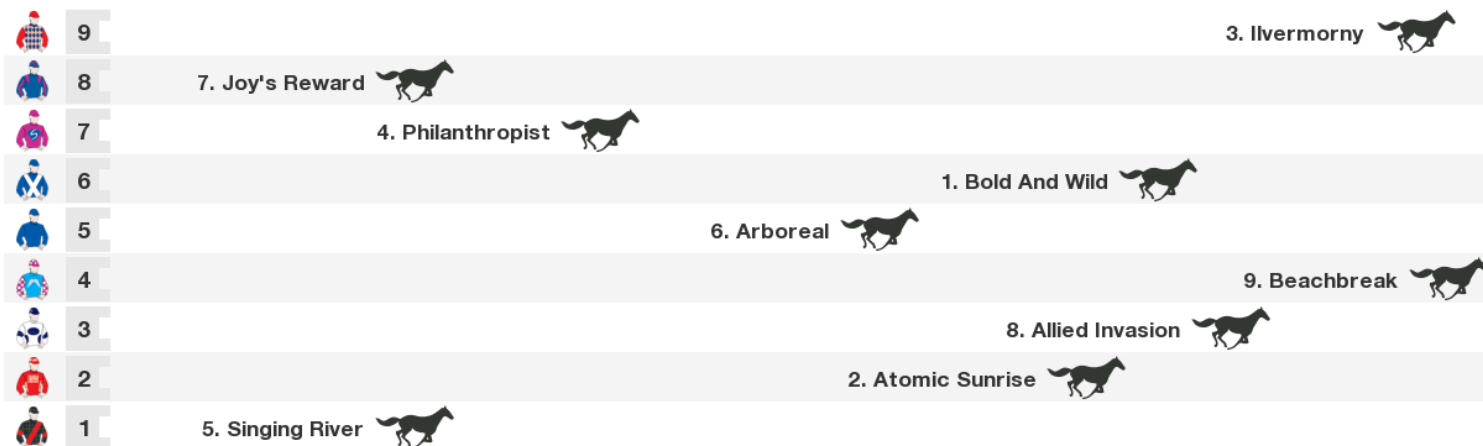 9 3. Ilvermorny
8 7. Joy's Reward
7 4. Philanthropist
6 1. Bold And Wild
5 6. Arboreal
4 9. Beachbreak
3 8. Allied Invasion
2 2. Atomic Sunrise
1 5. Singing River